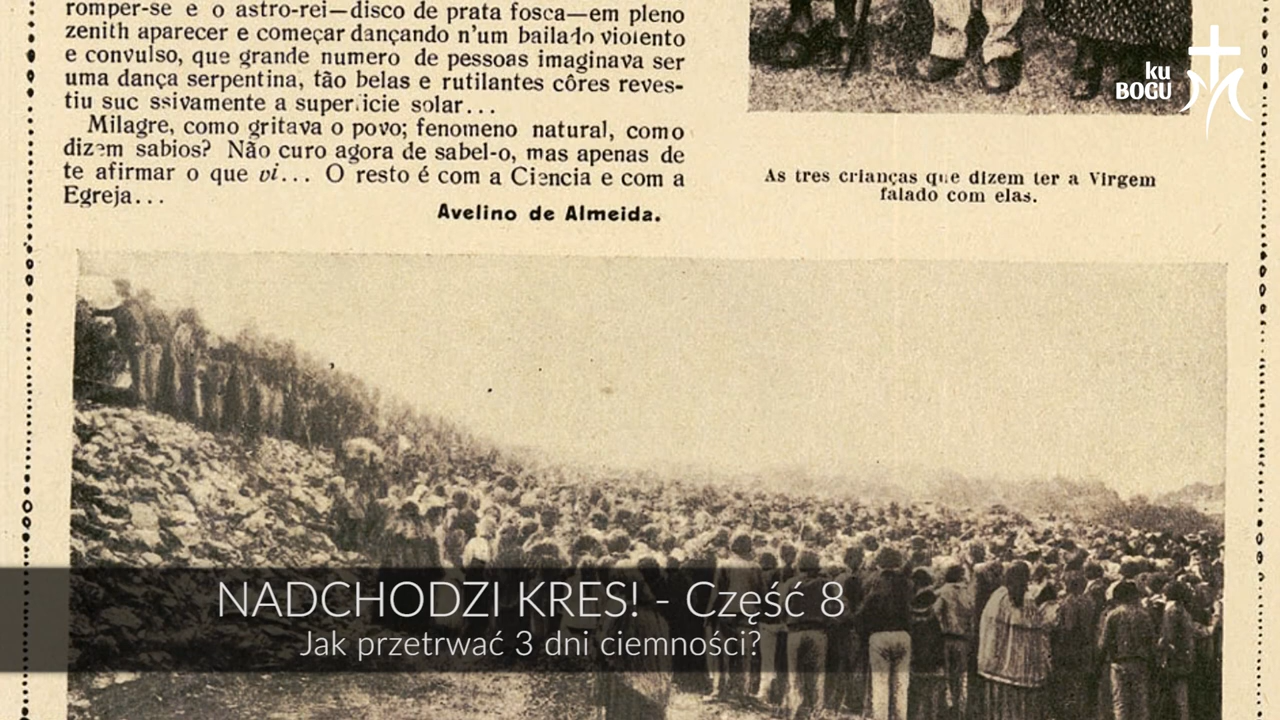 romper-se e o astro-rei—disco de prata fosca—em pleno
zenith aparecer e começar dançando n'um bailado violento
e convulso, que grande numero de pessoas imaginava ser
uma dança serpentina, tão belas e rutilantes côres reves-
tiu suc ssivamente a super.icie solar...
Milagre, como gritava o povo; fenomeno natural, como
dizem sabios? Não curo agora de sabel-o, mas apenas de
te afirmar o que vi... O resto é com a Ciencia e com a
Egreja...
Avelino de Almeida.
As tres crianças que dizem ter a Virgem
falado com elas.
ku
BOGU
NADCHODZI KRES! - Część 8
Jak przetrwać 3 dni ciemności?